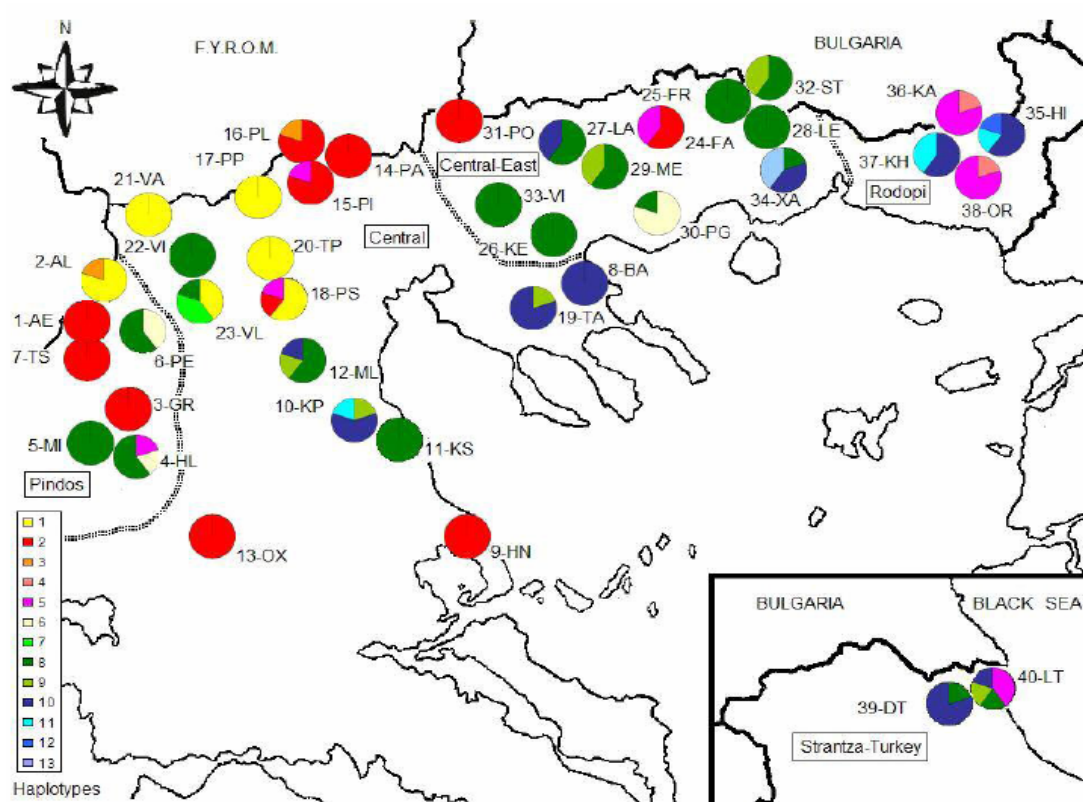 N
F.Y.R.O.M.
BULGARIA
32-ST
25-FR
36-KA
35-HI
16-PL
31-PO
27-LA
24-FA
28-LE
17-PP
14-PA
Central-East
37-KH
29-ME
34-XA
Rodopi
15-PI
38-OR
21-VA
33-VI
30-PG
Central
22-VI
20-TP
26-KE
2-AL
8-BA
18-PS
19-TA
1-AE
23-VL
6-PE
7-TS
12-ML
3-GR
10-KP
5-MI
4-HL
11-KS
Pindos
13-OX
9-HN
1
2
3
4
5
6
7
8
9
10
11
12
13
Haplotypes
BULGARIA
BLACK SEA
40-LT
39-DT
Strantza-Turkey